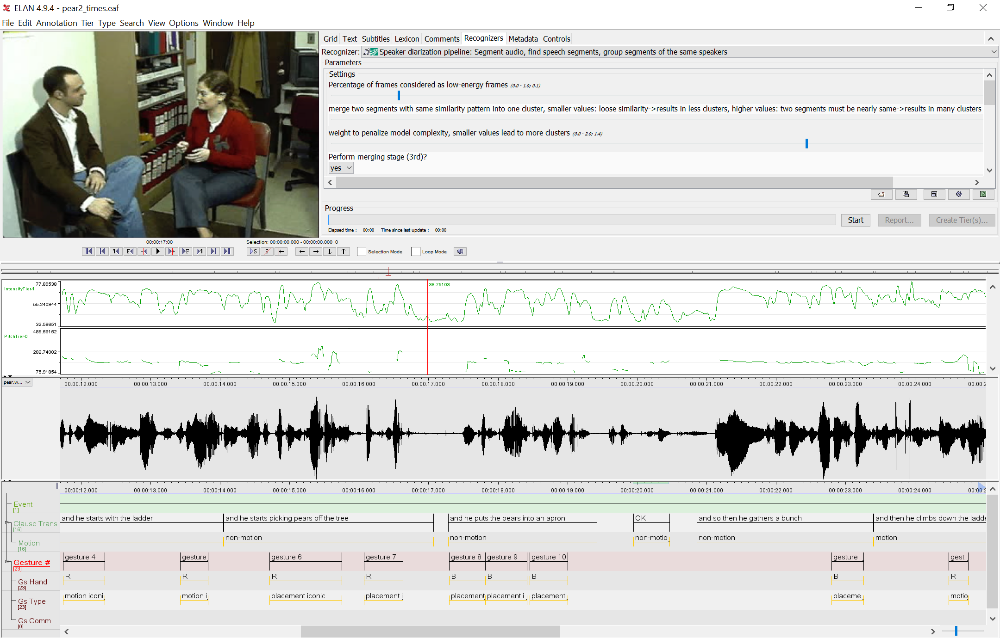 ELAN 4.9.4 - pear2_times.eaf
File Edit Annotation Tier Type Search View Options Window Help
Grid Text Subtitles Lexicon Comments Recognizers Metadata Controls
Recognizer: Speaker diarization pipeline: Segment audio, find speech segments, group segments of the same speakers
Parameters
Settings
Percentage of frames considered as low-energy frames (0.0 - 1.0; 0.1)
merge two segments with same similarity pattern into one cluster, smaller values: loose similarity->results in less clusters, higher values: two segments must be nearly same->results in many clusters
weight to penalize model complexity, smaller values lead to more clusters (0.0 - 2.0; 1.4)
Perform merging stage (3rd)?
yes
Progress
Start Report... Create Tier(s)...
Elapsed time : 00:00 Time since last update : 00:00
00:00:17:00 Selection: 00:00:00.000 - 00:00:00.000 0
1 F F 1 S S Selection Mode Loop Mode
77.89538 38.75103
IntensityTier-1
55.240944
32.58651
489.56152
PitchTier-0
282.74002
75.91854
pear.w... 00:00:12.000 00:00:13.000 00:00:14.000 00:00:15.000 00:00:16.000 00:00:17.000 00:00:18.000 00:00:19.000 00:00:20.000 00:00:21.000 00:00:22.000 00:00:23.000 00:00:24.000 00:00:2
00:00:12.000 00:00:13.000 00:00:14.000 00:00:15.000 00:00:16.000 00:00:17.000 00:00:18.000 00:00:19.000 00:00:20.000 00:00:21.000 00:00:22.000 00:00:23.000 00:00:24.000 00:00:2
Event
[1]
Clause Trans and he starts with the ladder and he starts picking pears off the tree and he puts the pears into an apron OK and so then he gathers a bunch and then he climbs down the ladde
[16]
Motion non-motion non-motion non-motio. non-motion motion
[16]
Gesture # gesture 4 gesture. gesture 6 gesture 7 gesture 8 gesture 9 gesture 10 gesture . gest .
[23]
Gs Hand R R R R B B B B R
[23]
Gs Type motion iconi. motion i. placement iconic placement i. placement. placement i. placement. placeme. motio.
[23]
Gs Comm
[0]